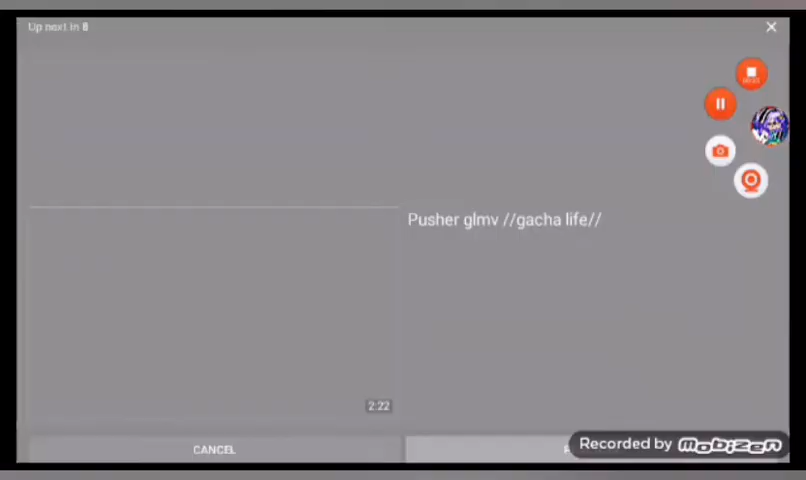 Up next in 8
Pusher glmv //gacha life//
2:22
CANCEL
Recorded by mobizen